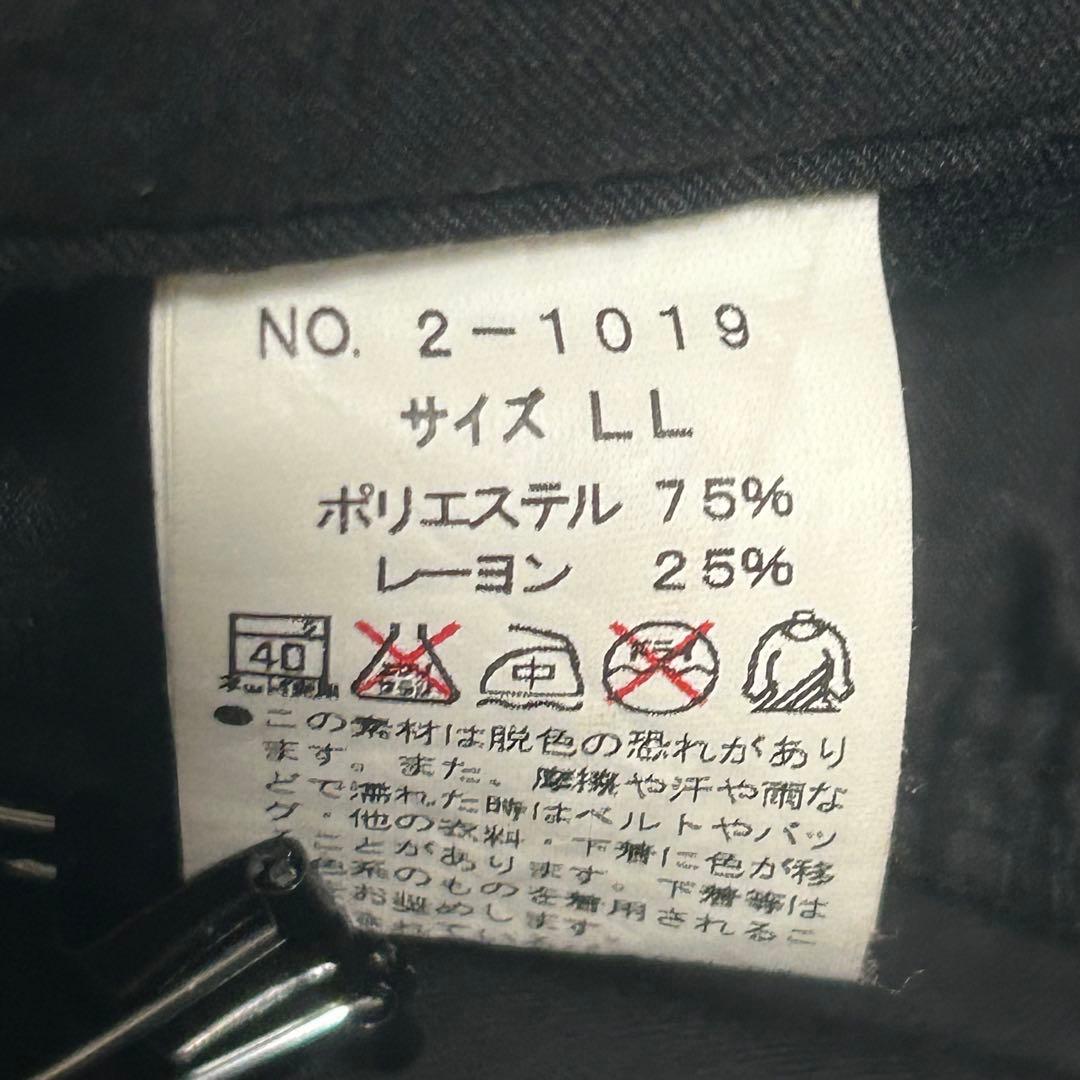 NO. 2-1019
サイズ LL
ポリエステル 75%
レーヨン 25%
40
中
●この素材は脱色の恐れがあり
ます。また、摩擦や汗や雨な
どで濡れた時はベルトやバッ
グ・他の衣料・下着に色が移
ことがあります。下着等は
色系のものを着用されるこ
お奨めします